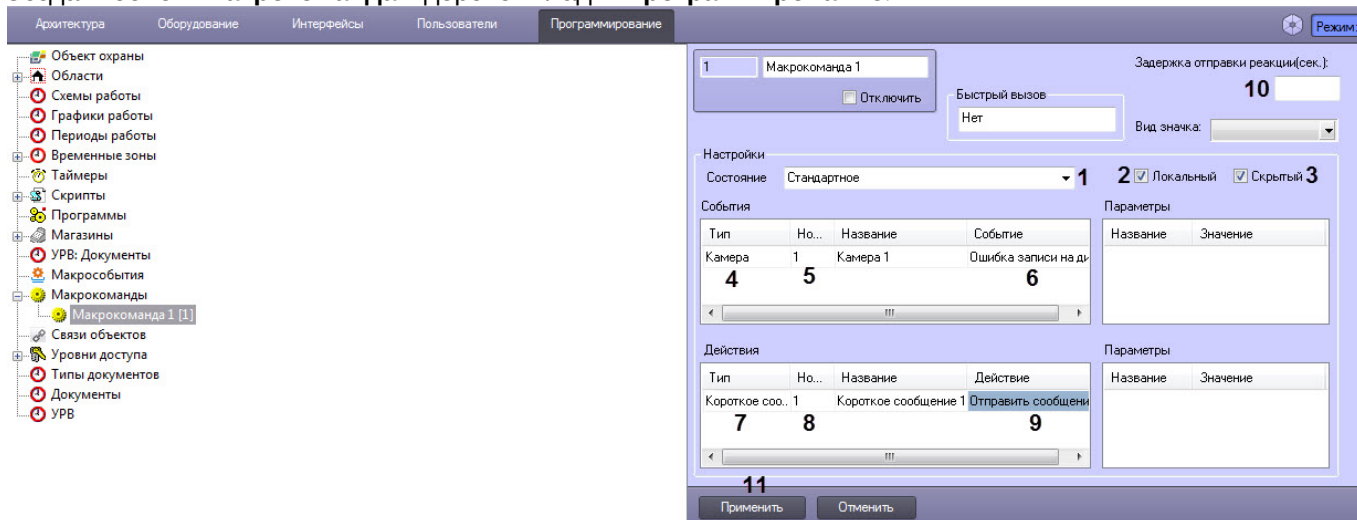 Архитектура Оборудование Интерфейсы Пользователи Программирование Режим:
Объект охраны
Области
Схемы работы
Графики работы
Периоды работы
Временные зоны
Таймеры
Скрипты
Программы
Магазины
УРВ: Документы
Макрособытия
Макрокоманды
Макрокоманда 1 [1]
Связи объектов
Уровни доступа
Типы документов
Документы
УРВ
1 Макрокоманда 1
Отключить
Быстрый вызов
Нет
Задержка отправки реакции(сек.):
10
Вид значка:
Настройки
Состояние Стандартное 1 2 Локальный Скрытый 3
События Параметры
Тип Но... Название Событие Название Значение
Камера 1 Камера 1 Ошибка записи на ди
4 5 6
Действия Параметры
Тип Но... Название Действие Название Значение
Короткое соо.. 1 Короткое сообщение 1 Отправить сообщени
7 8 9
11
Применить Отменить